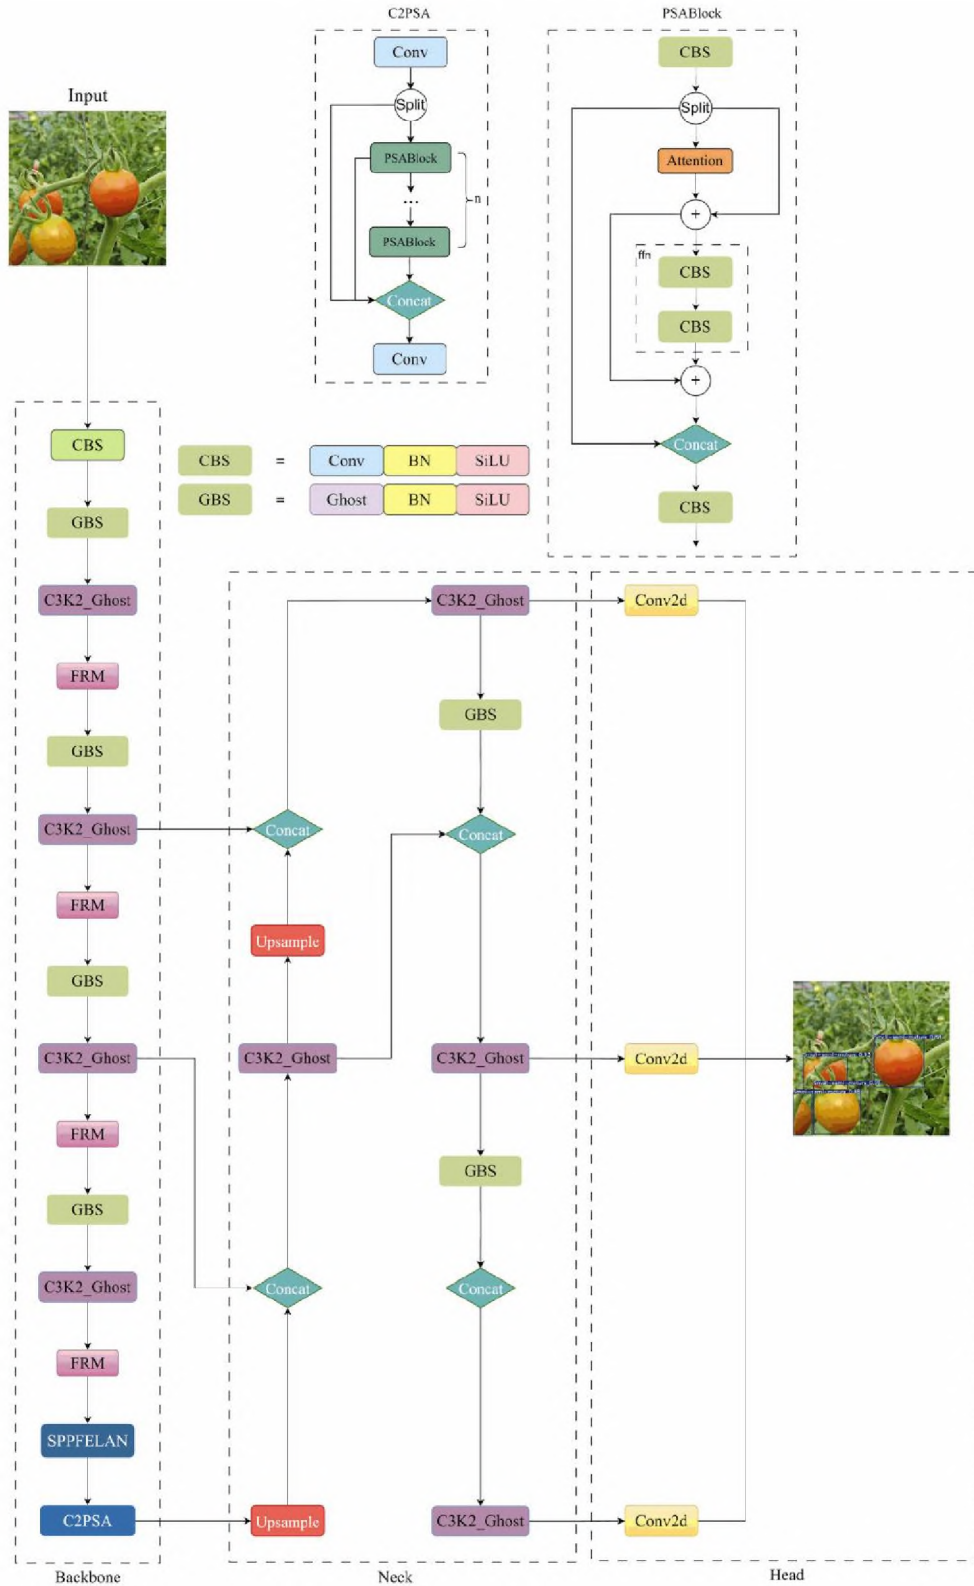 C2PSA
Conv
Split
PSABlock
...
PSABlock
n
Concat
Conv
PSABlock
CBS
Split
Attention
+
ffn
CBS
CBS
+
Concat
CBS
Input
CBS = Conv BN SiLU
GBS = Ghost BN SiLU
CBS
GBS
C3K2_Ghost
FRM
GBS
C3K2_Ghost
FRM
GBS
C3K2_Ghost
FRM
GBS
C3K2_Ghost
FRM
SPPFELAN
C2PSA
Backbone
Concat
Upsample
C3K2_Ghost
Concat
Upsample
C3K2_Ghost
GBS
Concat
C3K2_Ghost
GBS
Concat
C3K2_Ghost
Neck
Conv2d
Conv2d
Conv2d
Head